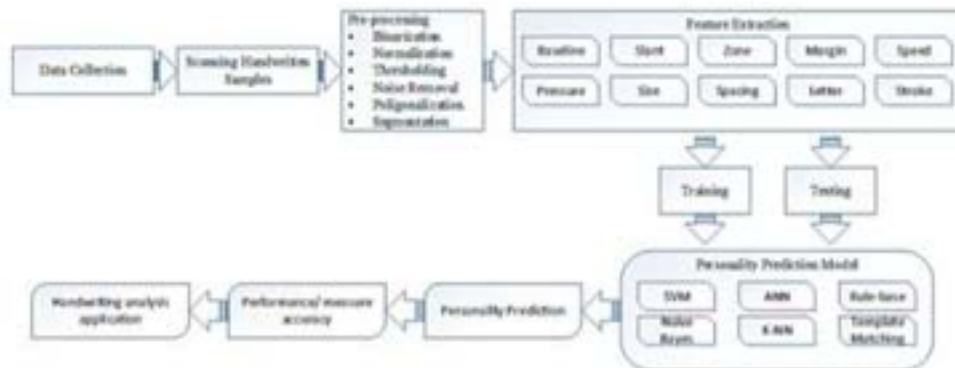 Pre-processing
Data Collection
Scanning Handwritten
Samples
• Binarization
• Normalization
• Thresholding
• Noise Removal
• Poligonalization
• Segmentation
Feature Extraction
Baseline Slant Zone Margin Speed
Pressure Size Spacing Letter Stroke
Training Testing
Personality Prediction Model
SVM ANN Rule-base
Naive
Bayes
K-NN
Template
Matching
Personality Prediction
Performance/ measure
accuracy
Handwriting analysis
application